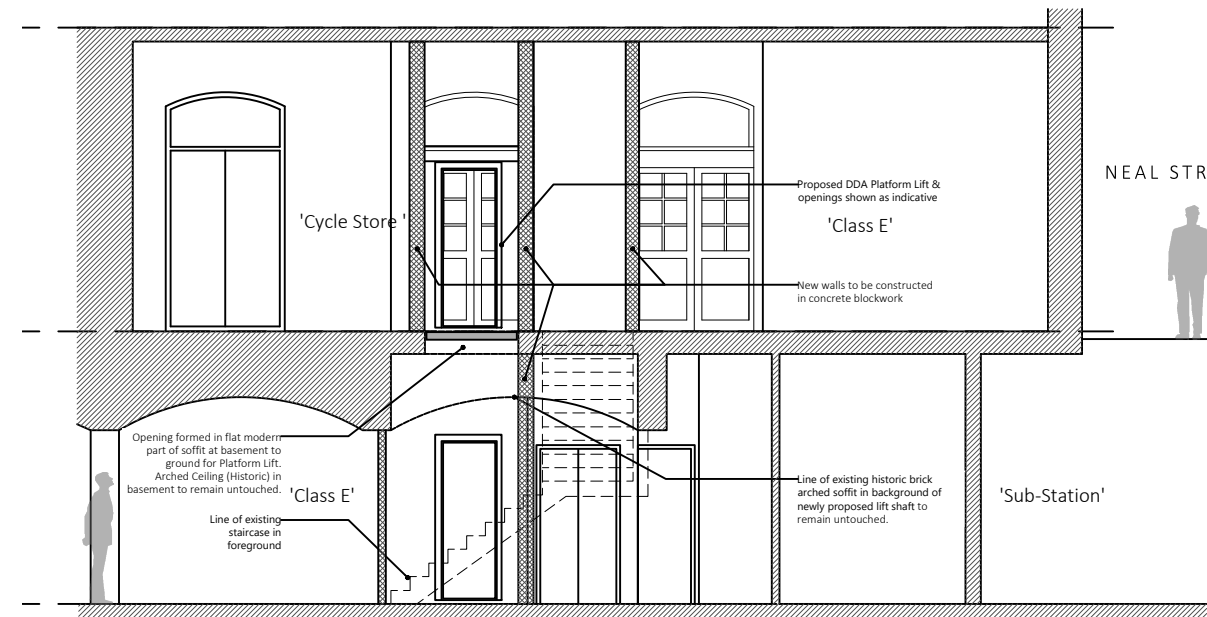 NEAL STR
Proposed DDA Platform Lift &
openings shown as indicative
'Cycle Store '
'Class E'
New walls to be constructed
in concrete blockwork
Opening formed in flat modern
part of soffit at basement to
ground for Platform Lift.
Arched Ceiling (Historic) in
basement to remain untouched.
'Class E'
Line of existing
staircase in
foreground
Line of existing historic brick
arched soffit in background of
newly proposed lift shaft to
remain untouched.
'Sub-Station'